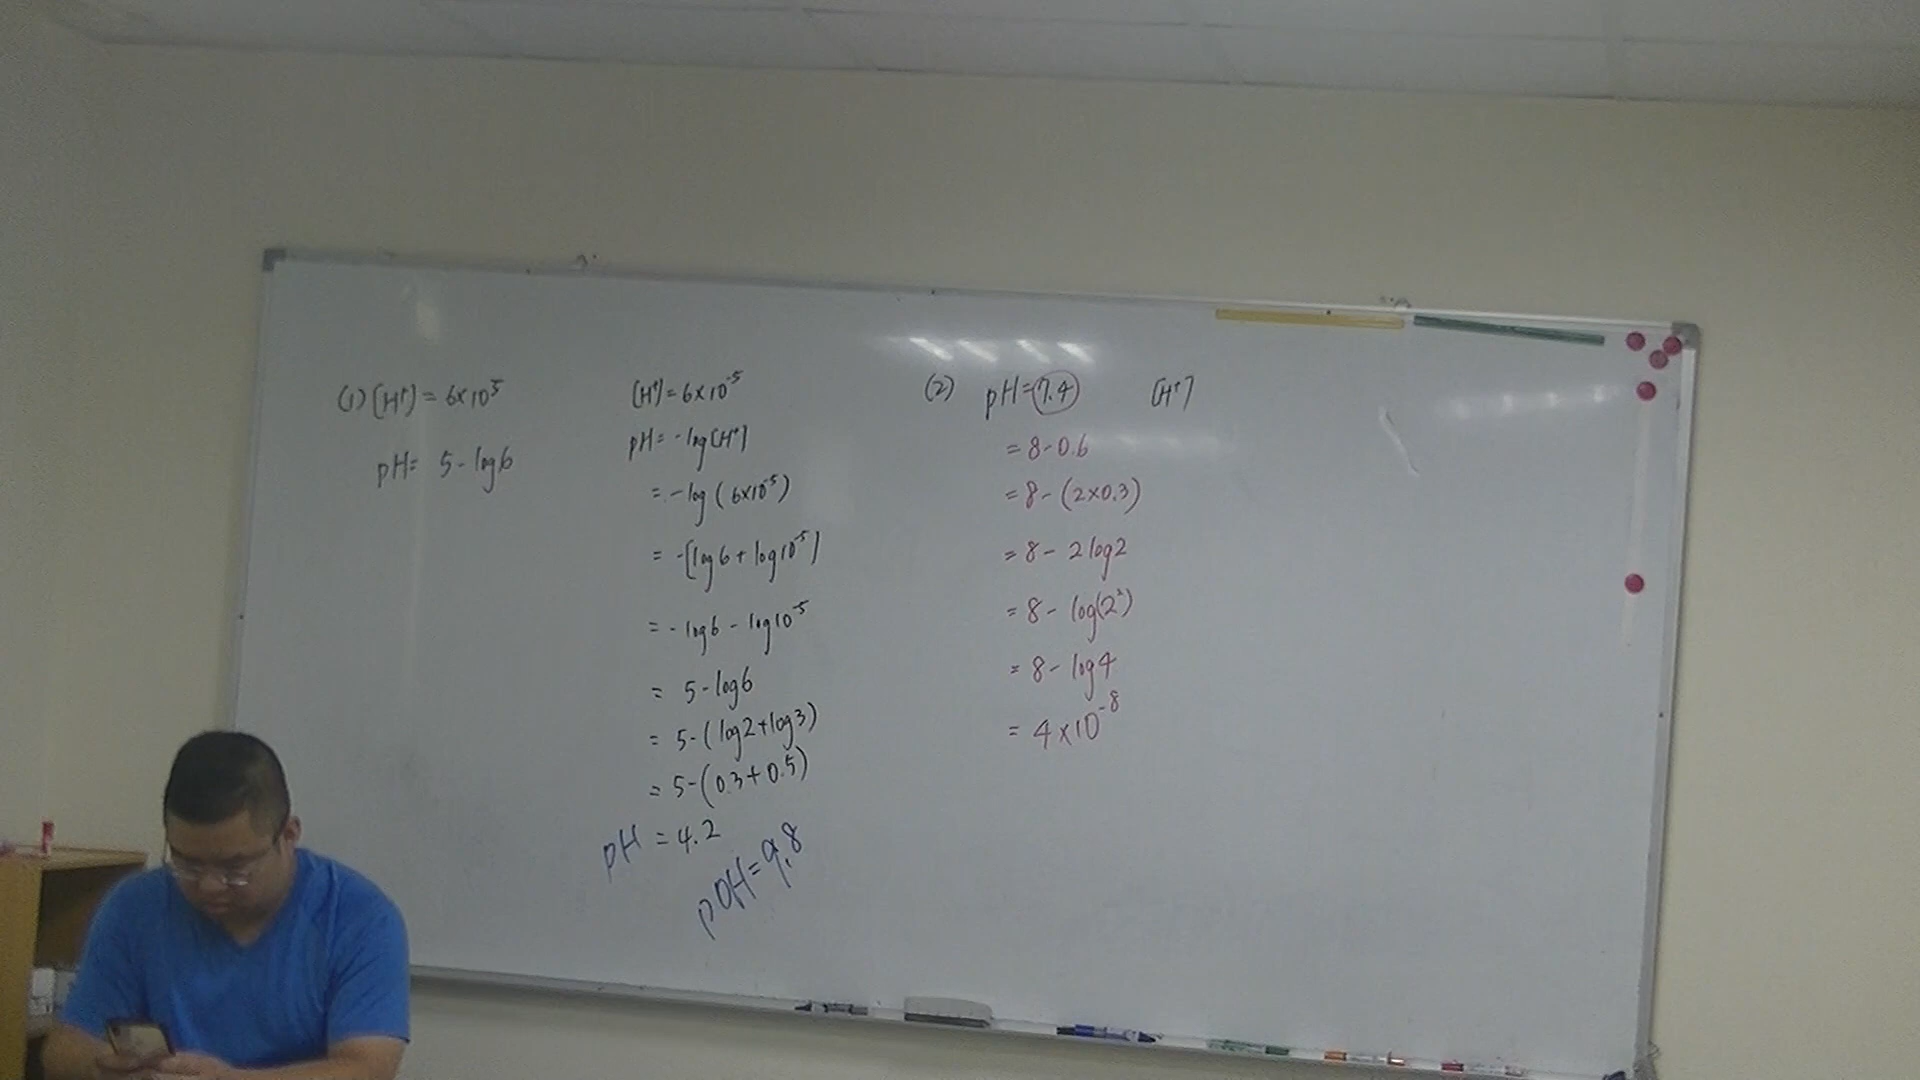 (1) [H⁺] = 6×10⁵
pH = 5 - log6
[H⁺] = 6×10⁻⁵
pH = -log[H⁺]
= -log(6×10⁻⁵)
= -[log6 + log10⁻⁵]
= -log6 - log10⁻⁵
= 5 - log6
= 5 - (log2+log3)
= 5 - (0.3 + 0.5)
pH = 4.2
pOH = 9.8
(2) pH = 7.4 [H⁺]
= 8 - 0.6
= 8 - (2×0.3)
= 8 - 2log2
= 8 - log(2²)
= 8 - log4
= 4×10⁻⁸